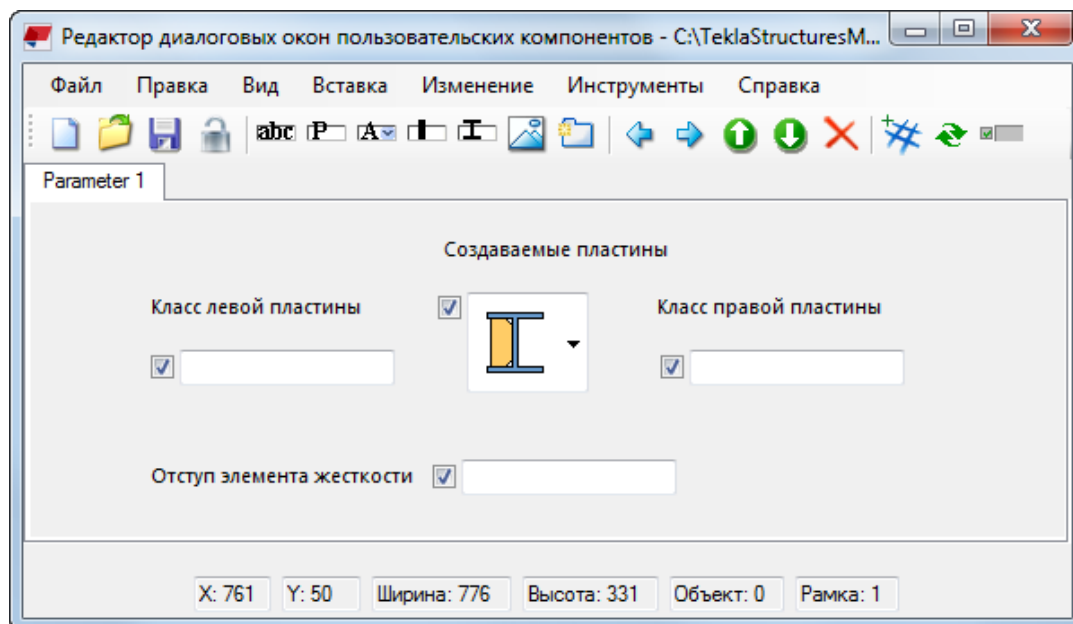 Редактор диалоговых окон пользовательских компонентов - C:\TeklaStructuresM...
Файл Правка Вид Вставка Изменение Инструменты Справка
abc P A
Parameter 1
Создаваемые пластины
Класс левой пластины Класс правой пластины
Отступ элемента жесткости
X: 761 Y: 50 Ширина: 776 Высота: 331 Объект: 0 Рамка: 1